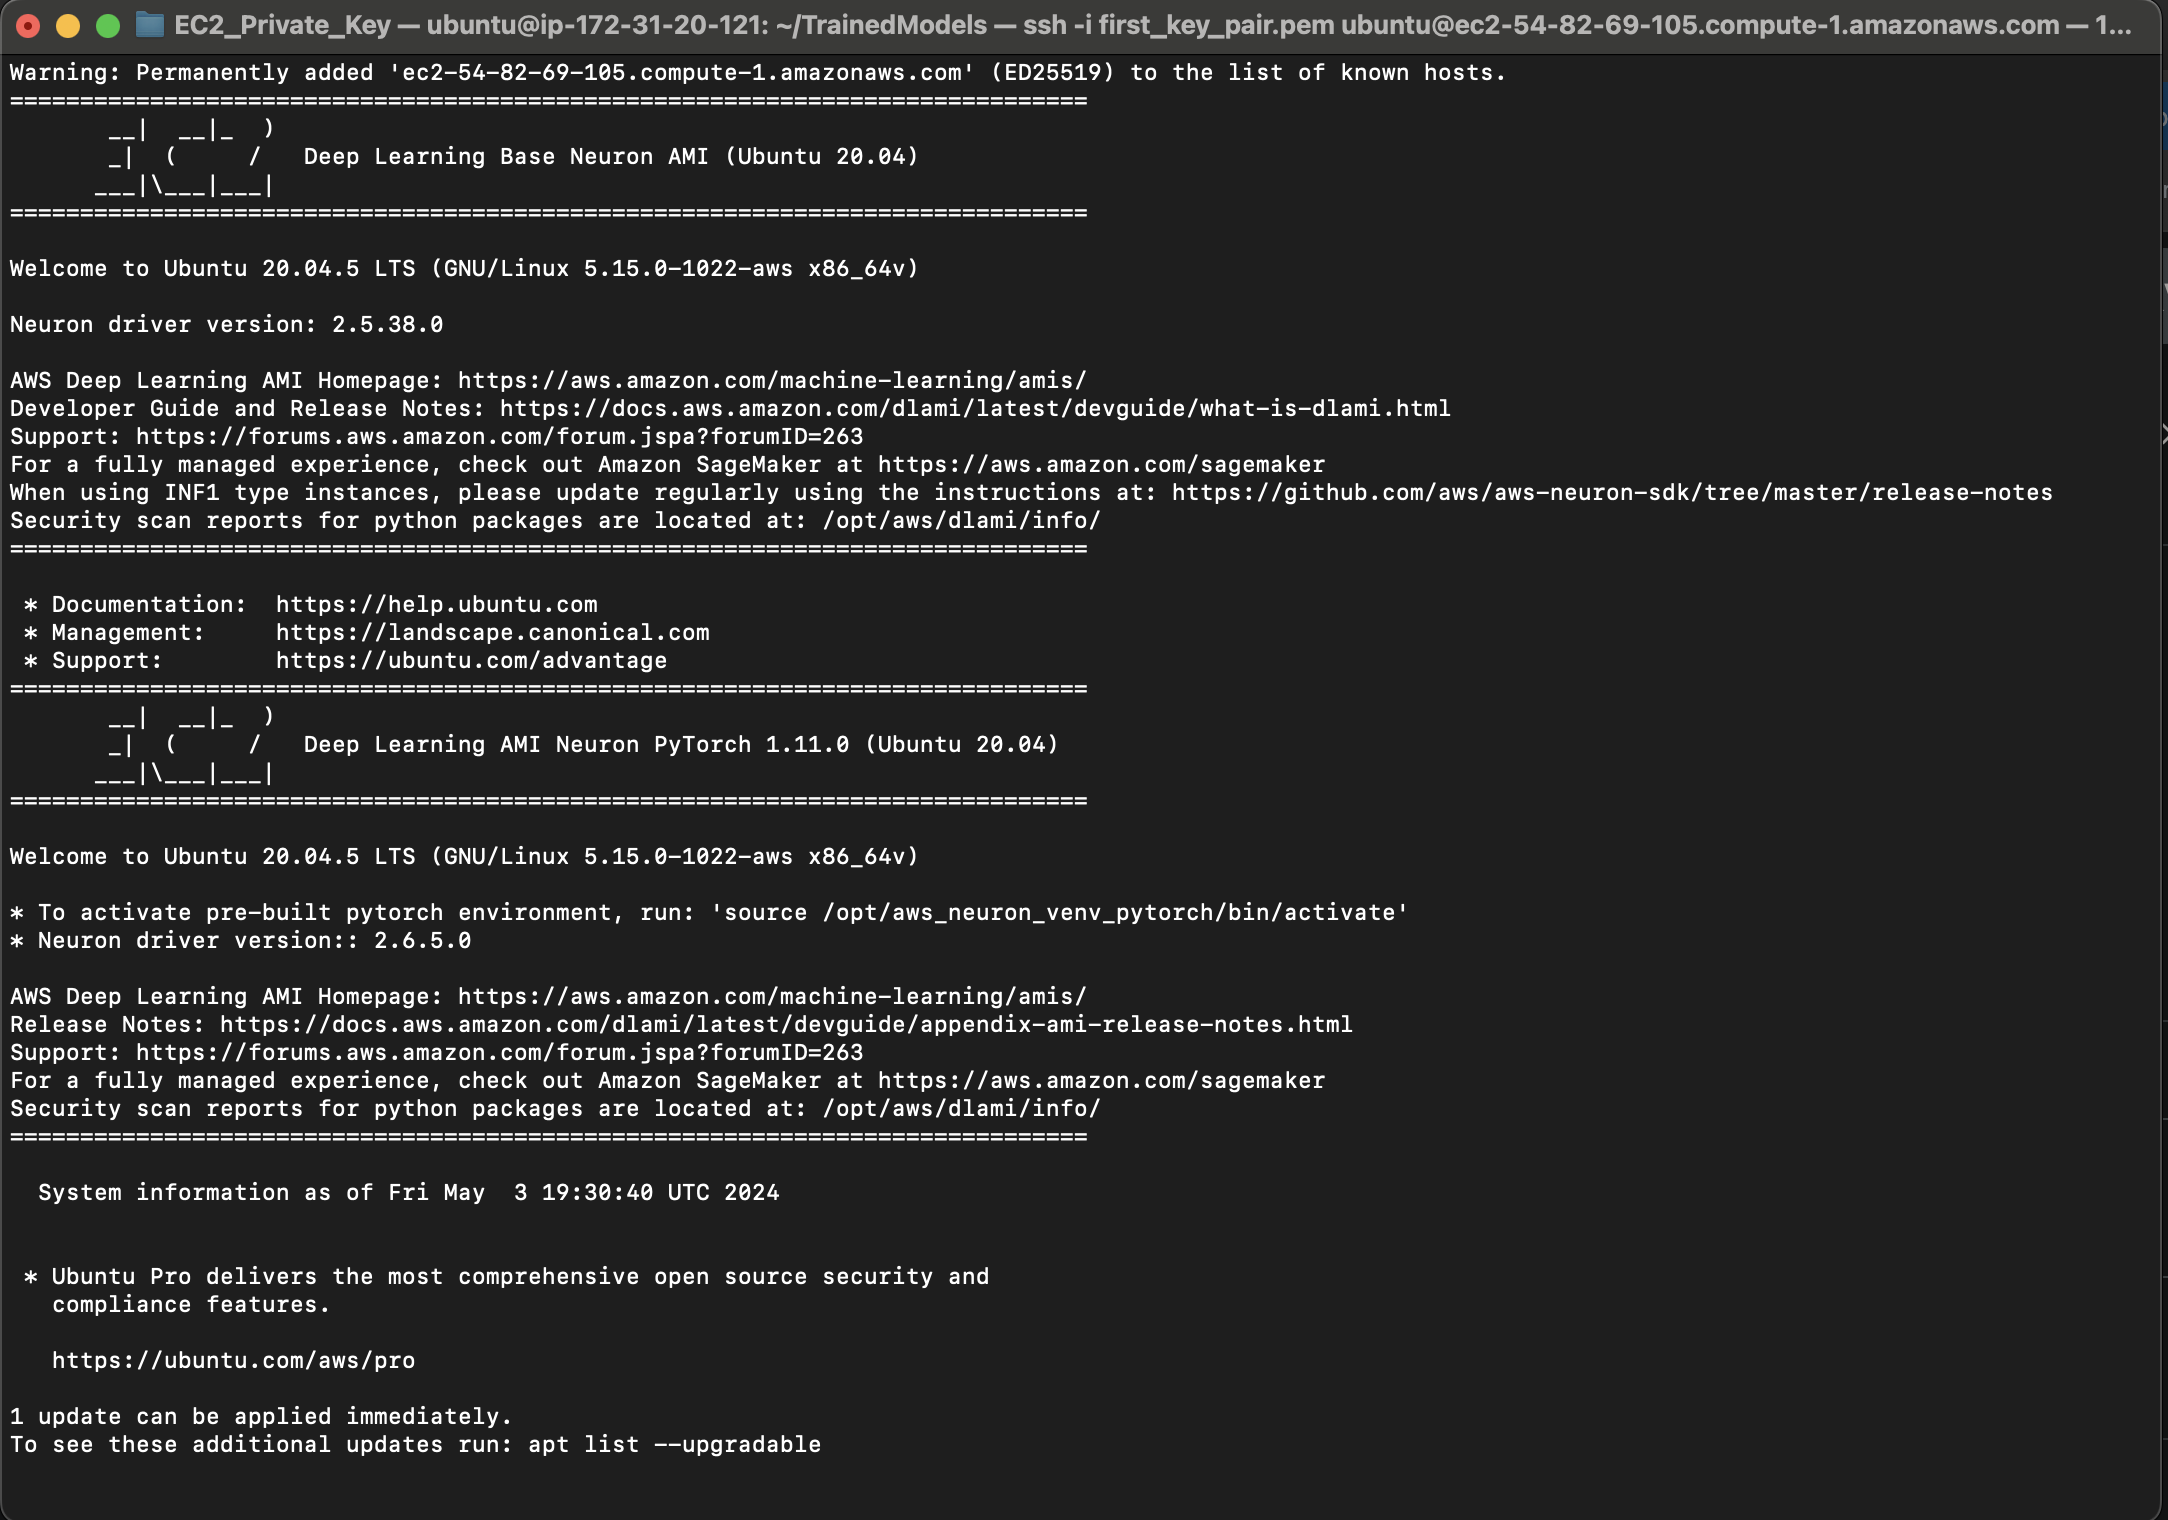 EC2_Private_Key — ubuntu@ip-172-31-20-121: ~/TrainedModels — ssh -i first_key_pair.pem ubuntu@ec2-54-82-69-105.compute-1.amazonaws.com — 1...
Warning: Permanently added 'ec2-54-82-69-105.compute-1.amazonaws.com' (ED25519) to the list of known hosts.
=============================================================================
       __|  __|_  )
       _|  (     /   Deep Learning Base Neuron AMI (Ubuntu 20.04)
      ___|\___|___|
=============================================================================
Welcome to Ubuntu 20.04.5 LTS (GNU/Linux 5.15.0-1022-aws x86_64v)
Neuron driver version: 2.5.38.0
AWS Deep Learning AMI Homepage: https://aws.amazon.com/machine-learning/amis/
Developer Guide and Release Notes: https://docs.aws.amazon.com/dlami/latest/devguide/what-is-dlami.html
Support: https://forums.aws.amazon.com/forum.jspa?forumID=263
For a fully managed experience, check out Amazon SageMaker at https://aws.amazon.com/sagemaker
When using INF1 type instances, please update regularly using the instructions at: https://github.com/aws/aws-neuron-sdk/tree/master/release-notes
Security scan reports for python packages are located at: /opt/aws/dlami/info/
=============================================================================
 * Documentation:  https://help.ubuntu.com
 * Management:     https://landscape.canonical.com
 * Support:        https://ubuntu.com/advantage
=============================================================================
       __|  __|_  )
       _|  (     /   Deep Learning AMI Neuron PyTorch 1.11.0 (Ubuntu 20.04)
      ___|\___|___|
=============================================================================
Welcome to Ubuntu 20.04.5 LTS (GNU/Linux 5.15.0-1022-aws x86_64v)
* To activate pre-built pytorch environment, run: 'source /opt/aws_neuron_venv_pytorch/bin/activate'
* Neuron driver version:: 2.6.5.0
AWS Deep Learning AMI Homepage: https://aws.amazon.com/machine-learning/amis/
Release Notes: https://docs.aws.amazon.com/dlami/latest/devguide/appendix-ami-release-notes.html
Support: https://forums.aws.amazon.com/forum.jspa?forumID=263
For a fully managed experience, check out Amazon SageMaker at https://aws.amazon.com/sagemaker
Security scan reports for python packages are located at: /opt/aws/dlami/info/
=============================================================================
  System information as of Fri May  3 19:30:40 UTC 2024
 * Ubuntu Pro delivers the most comprehensive open source security and
   compliance features.
   https://ubuntu.com/aws/pro
1 update can be applied immediately.
To see these additional updates run: apt list --upgradable